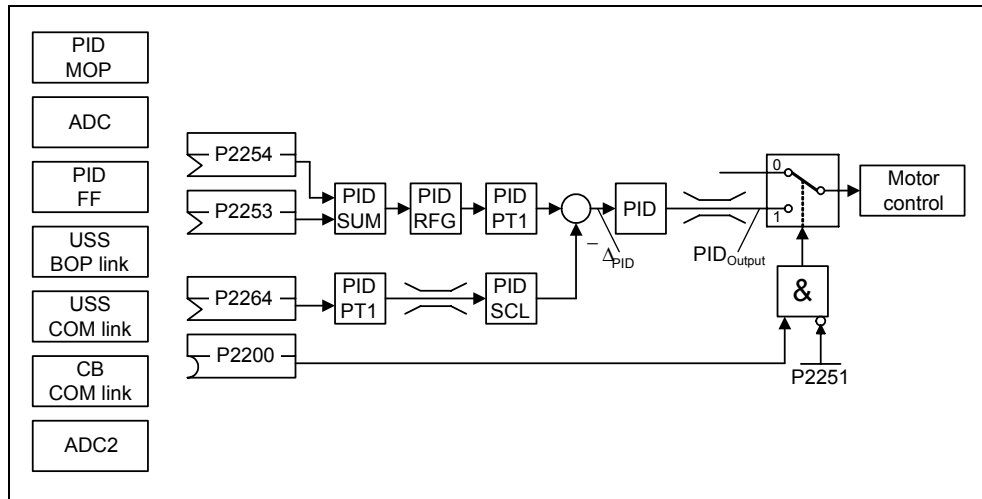 PID
MOP
ADC
PID
FF
USS
BOP link
USS
COM link
CB
COM link
ADC2
P2254
P2253
P2264
P2200
PID
SUM
PID
RFG
PID
PT1
PID
PT1
PID
SCL
− ΔPID
PID
PIDOutput
0
1
&
P2251
Motor
control